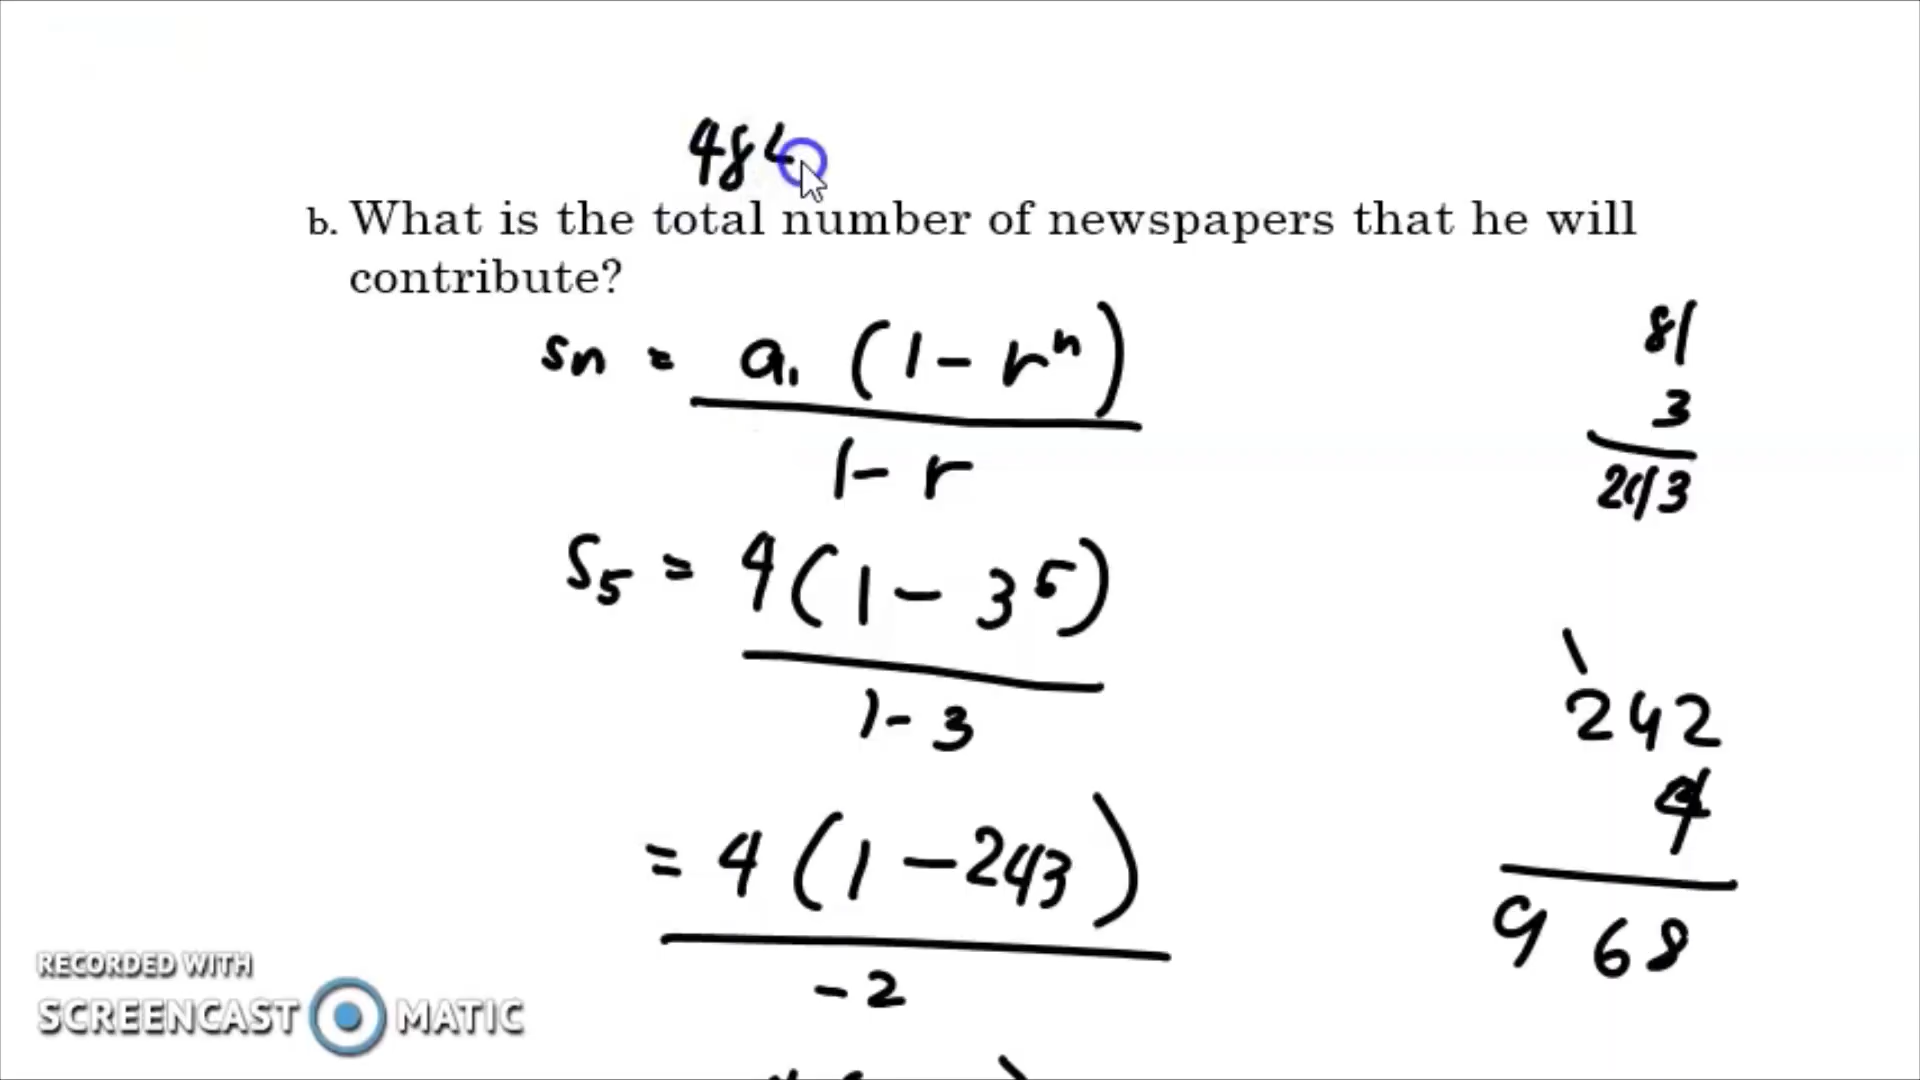 484
b. What is the total number of newspapers that he will
contribute?
Sn = a₁ (1 - rⁿ)
1 - r
S₅ = 4 (1 - 3⁵)
1 - 3
= 4 (1 - 243)
-2
81
3
243
1
242
4
968
RECORDED WITH
SCREENCAST MATIC